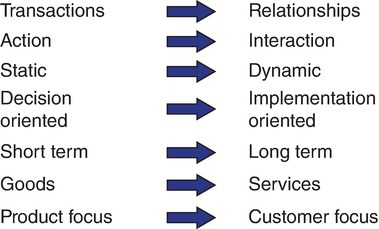 Transactions Relationships
Action Interaction
Static Dynamic
Decision Implementation
oriented oriented
Short term Long term
Goods Services
Product focus Customer focus